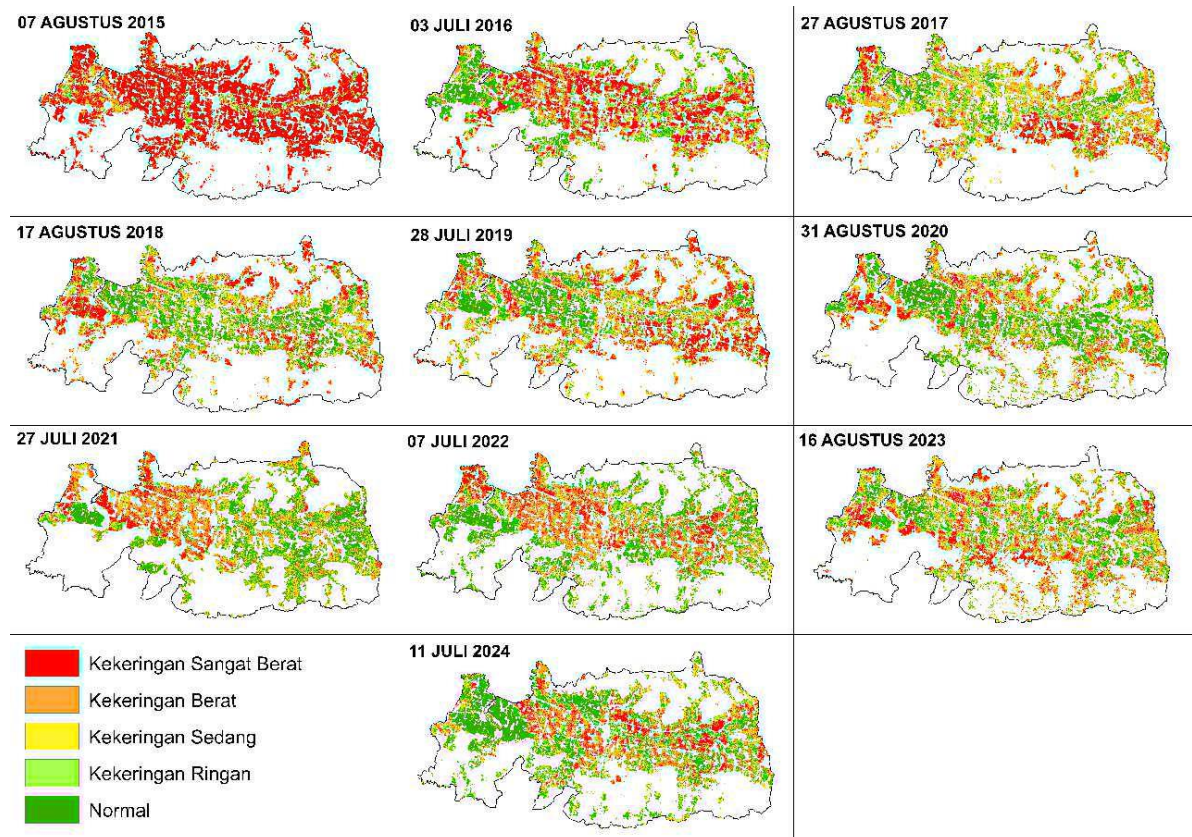 07 AGUSTUS 2015
03 JULI 2016
27 AGUSTUS 2017
17 AGUSTUS 2018
28 JULI 2019
31 AGUSTUS 2020
27 JULI 2021
07 JULI 2022
16 AGUSTUS 2023
11 JULI 2024
Kekeringan Sangat Berat
Kekeringan Berat
Kekeringan Sedang
Kekeringan Ringan
Normal